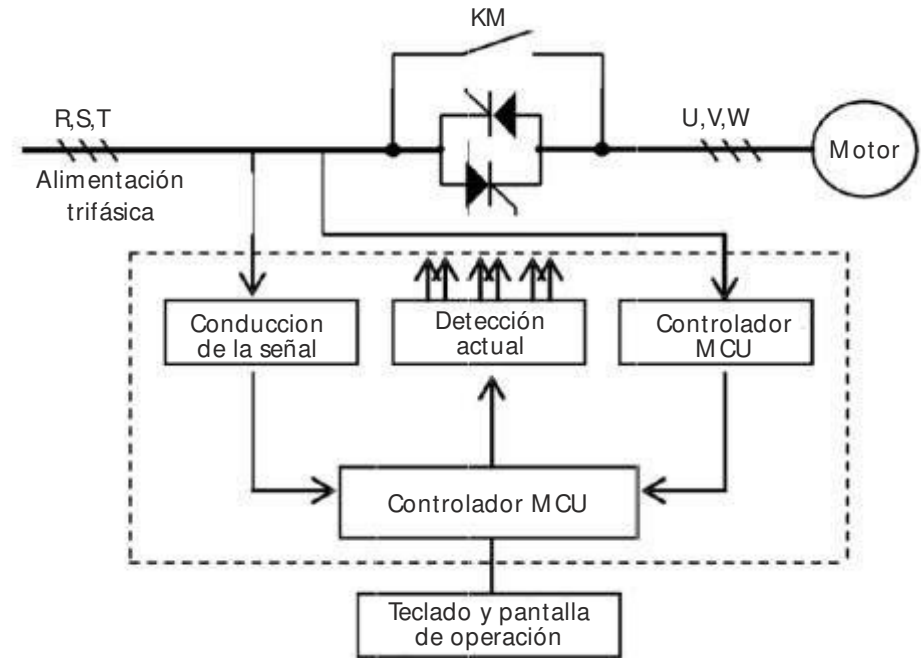 KM
R,S,T
U,V,W
Motor
Alimentación
trifásica
Conduccion
de la señal
Detección
actual
Controlador
MCU
Controlador MCU
Teclado y pantalla
de operación